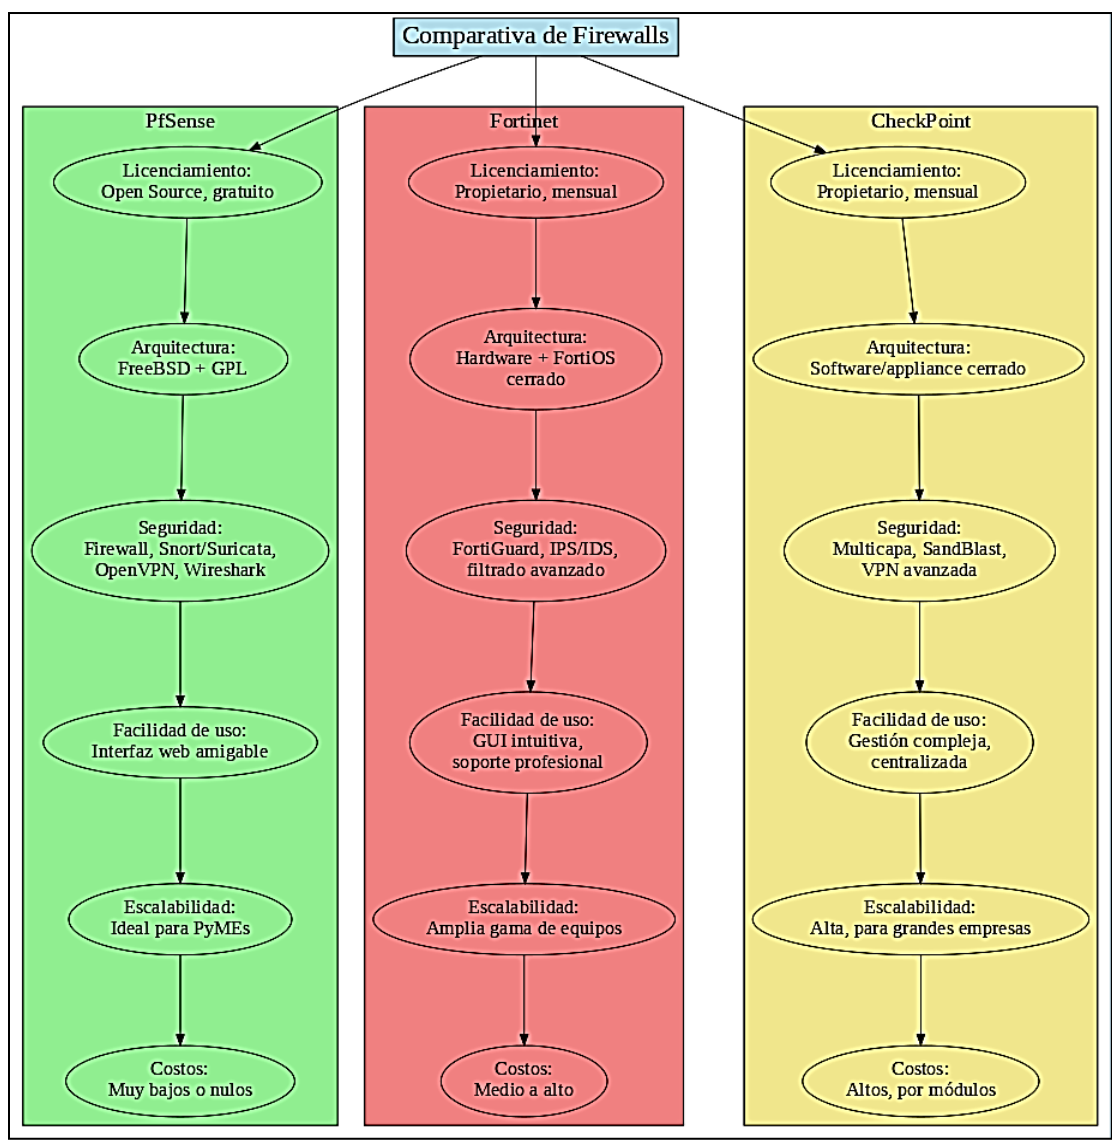 Comparativa de Firewalls
PfSense
Licenciamiento:
Open Source, gratuito
Arquitectura:
FreeBSD + GPL
Seguridad:
Firewall, Snort/Suricata,
OpenVPN, Wireshark
Facilidad de uso:
Interfaz web amigable
Escalabilidad:
Ideal para PyMEs
Costos:
Muy bajos o nulos
Fortinet
Licenciamiento:
Propietario, mensual
Arquitectura:
Hardware + FortiOS
cerrado
Seguridad:
FortiGuard, IPS/IDS,
filtrado avanzado
Facilidad de uso:
GUI intuitiva,
soporte profesional
Escalabilidad:
Amplia gama de equipos
Costos:
Medio a alto
CheckPoint
Licenciamiento:
Propietario, mensual
Arquitectura:
Software/appliance cerrado
Seguridad:
Multicapa, SandBlast,
VPN avanzada
Facilidad de uso:
Gestión compleja,
centralizada
Escalabilidad:
Alta, para grandes empresas
Costos:
Altos, por módulos